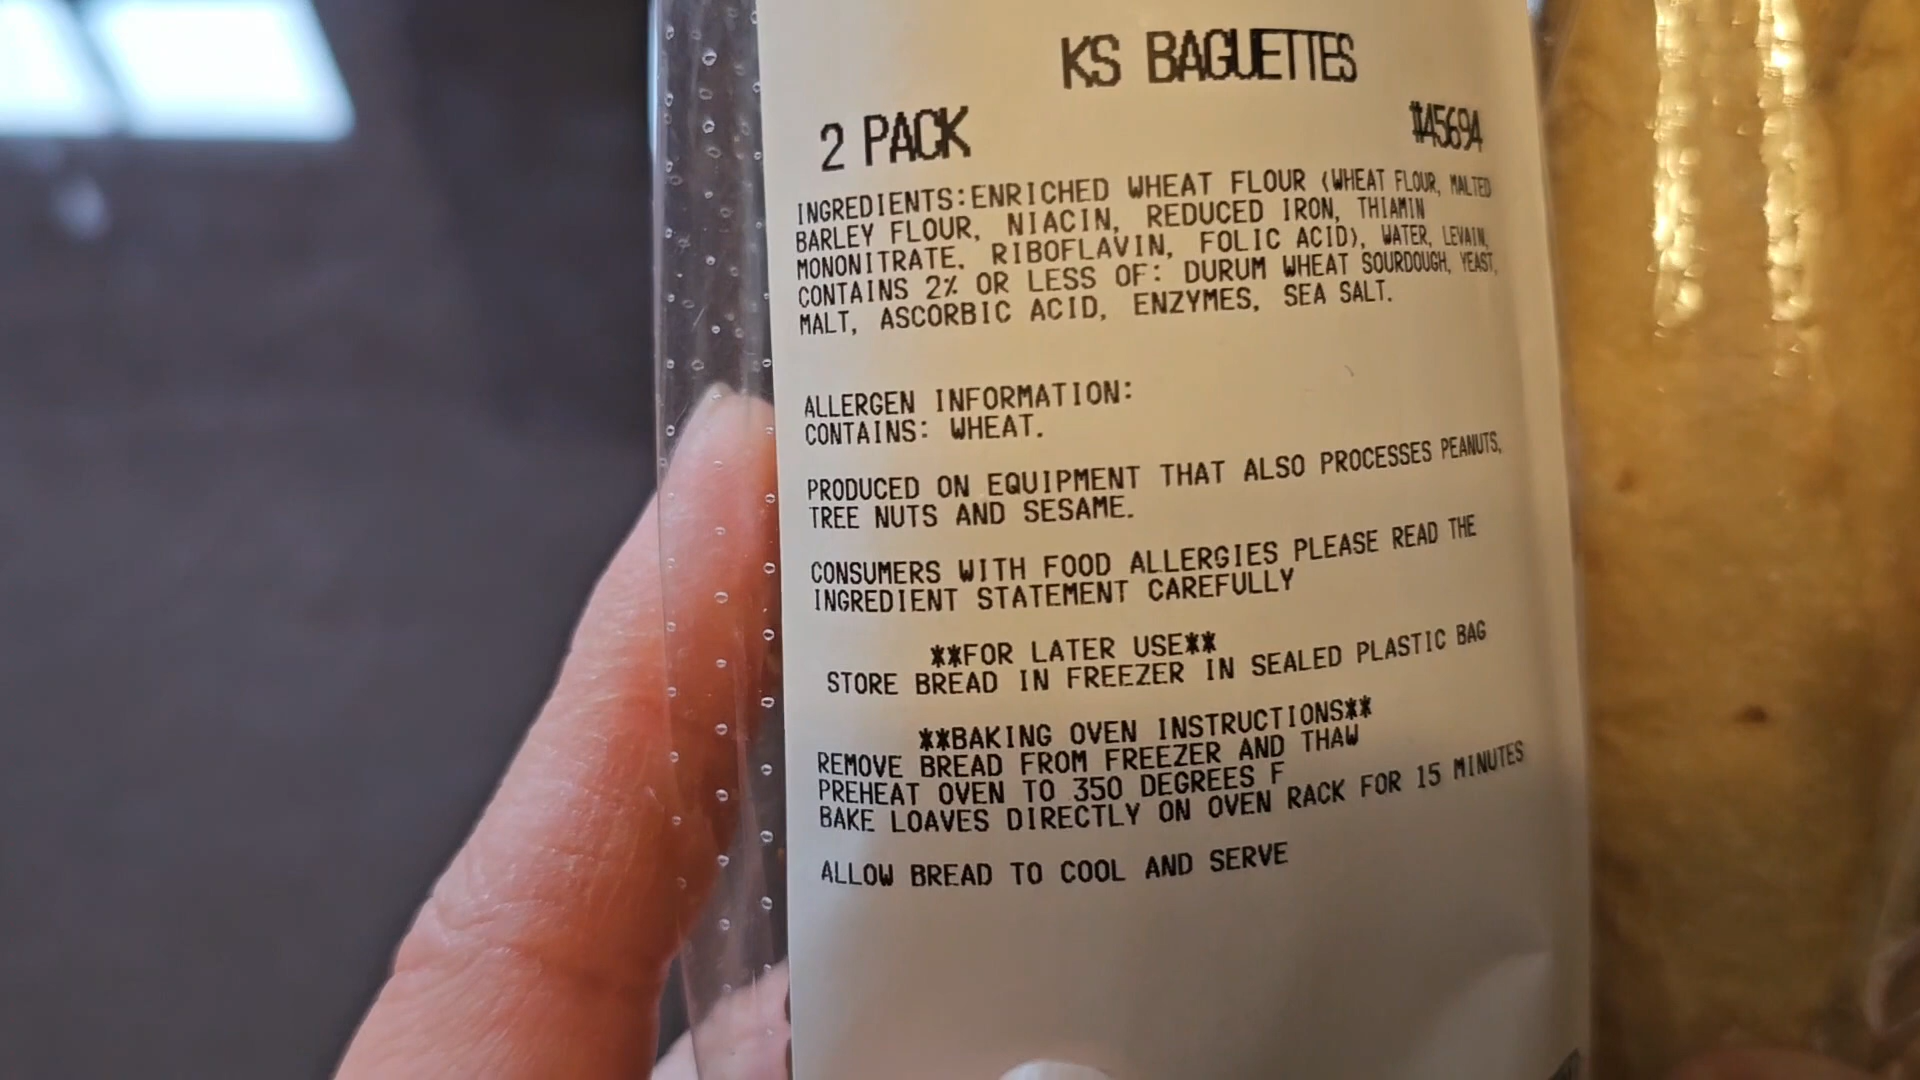 KS BAGUETTES
2 PACK #45694
INGREDIENTS:ENRICHED WHEAT FLOUR (WHEAT FLOUR, MALTED
BARLEY FLOUR, NIACIN, REDUCED IRON, THIAMIN
MONONITRATE, RIBOFLAVIN, FOLIC ACID), WATER, LEVAIN,
CONTAINS 2% OR LESS OF: DURUM WHEAT SOURDOUGH, YEAST,
MALT, ASCORBIC ACID, ENZYMES, SEA SALT.
ALLERGEN INFORMATION:
CONTAINS: WHEAT.
PRODUCED ON EQUIPMENT THAT ALSO PROCESSES PEANUTS,
TREE NUTS AND SESAME.
CONSUMERS WITH FOOD ALLERGIES PLEASE READ THE
INGREDIENT STATEMENT CAREFULLY
**FOR LATER USE**
STORE BREAD IN FREEZER IN SEALED PLASTIC BAG
**BAKING OVEN INSTRUCTIONS**
REMOVE BREAD FROM FREEZER AND THAW
PREHEAT OVEN TO 350 DEGREES F
BAKE LOAVES DIRECTLY ON OVEN RACK FOR 15 MINUTES
ALLOW BREAD TO COOL AND SERVE